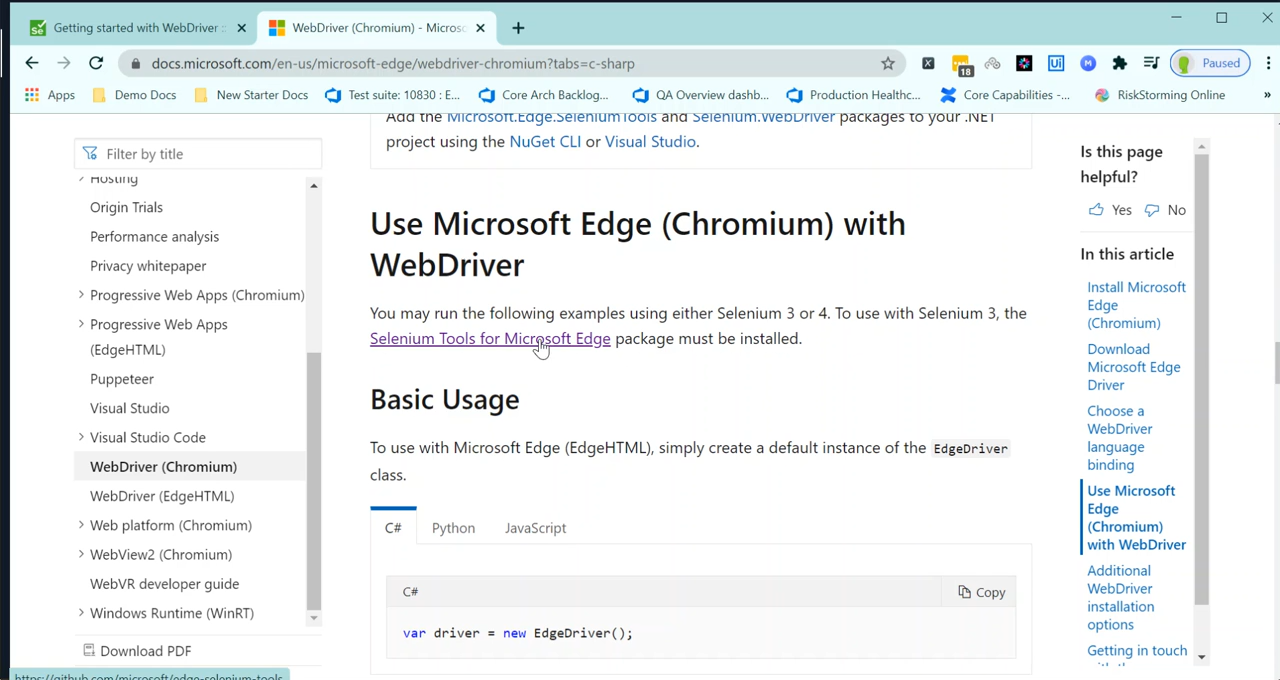 Getting started with WebDriver :
WebDriver (Chromium) - Micros
docs.microsoft.com/en-us/microsoft-edge/webdriver-chromium?tabs=c-sharp
18
Ui
M
Paused
Apps
Demo Docs
New Starter Docs
Test suite: 10830 : E...
Core Arch Backlog...
QA Overview dashb...
Production Healthc...
Core Capabilities -...
RiskStorming Online
»
Filter by title
Hosting
Origin Trials
Performance analysis
Privacy whitepaper
Progressive Web Apps (Chromium)
Progressive Web Apps
(EdgeHTML)
Puppeteer
Visual Studio
Visual Studio Code
WebDriver (Chromium)
WebDriver (EdgeHTML)
Web platform (Chromium)
WebView2 (Chromium)
WebVR developer guide
Windows Runtime (WinRT)
Download PDF
https://github.com/microsoft/edge-selenium-tools
Add the Microsoft.Edge.SeleniumTools and Selenium.WebDriver packages to your .NET
project using the NuGet CLI or Visual Studio.
Use Microsoft Edge (Chromium) with
WebDriver
You may run the following examples using either Selenium 3 or 4. To use with Selenium 3, the
Selenium Tools for Microsoft Edge package must be installed.
Basic Usage
To use with Microsoft Edge (EdgeHTML), simply create a default instance of the EdgeDriver
class.
C# Python JavaScript
C# Copy
var driver = new EdgeDriver();
Is this page
helpful?
Yes No
In this article
Install Microsoft
Edge
(Chromium)
Download
Microsoft Edge
Driver
Choose a
WebDriver
language
binding
Use Microsoft
Edge
(Chromium)
with WebDriver
Additional
WebDriver
installation
options
Getting in touch